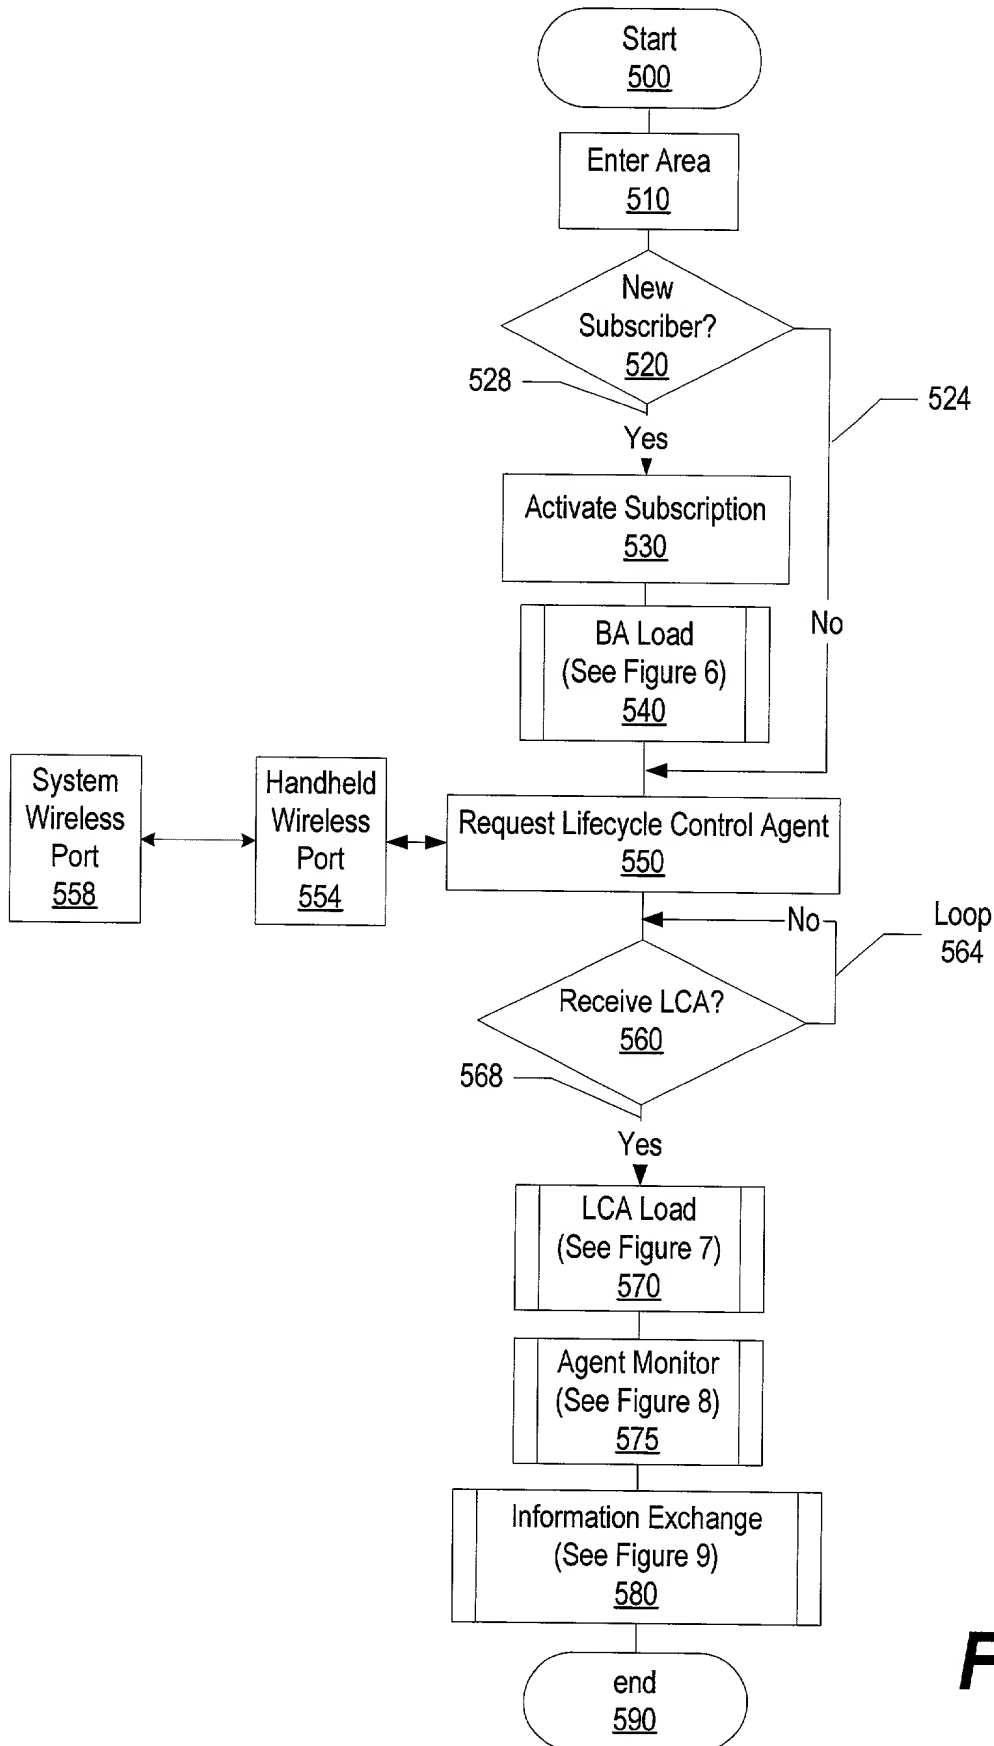 Start
500
Enter Area
510
New
Subscriber?
520
528
524
Yes
Activate Subscription
530
No
BA Load
(See Figure 6)
540
System
Wireless
Port
558
Handheld
Wireless
Port
554
Request Lifecycle Control Agent
550
No
Loop
564
Receive LCA?
560
568
Yes
LCA Load
(See Figure 7)
570
Agent Monitor
(See Figure 8)
575
Information Exchange
(See Figure 9)
580
F
end
590